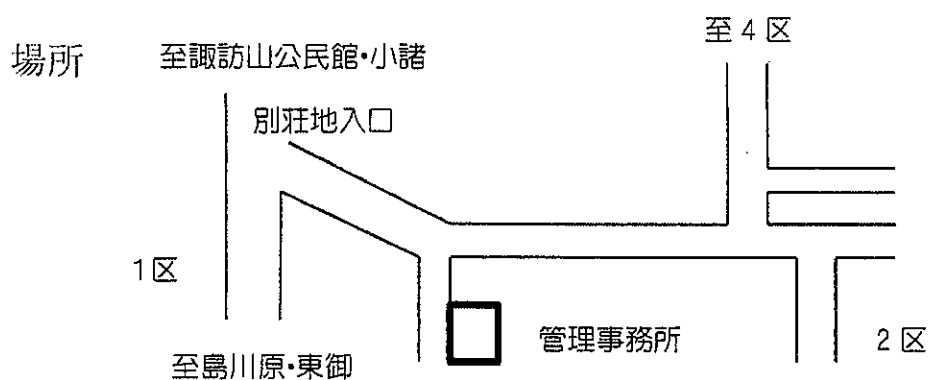 至4区
場所
至諏訪山公民館・小諸
別荘地入口
1区
管理事務所
2区
至島川原・東御